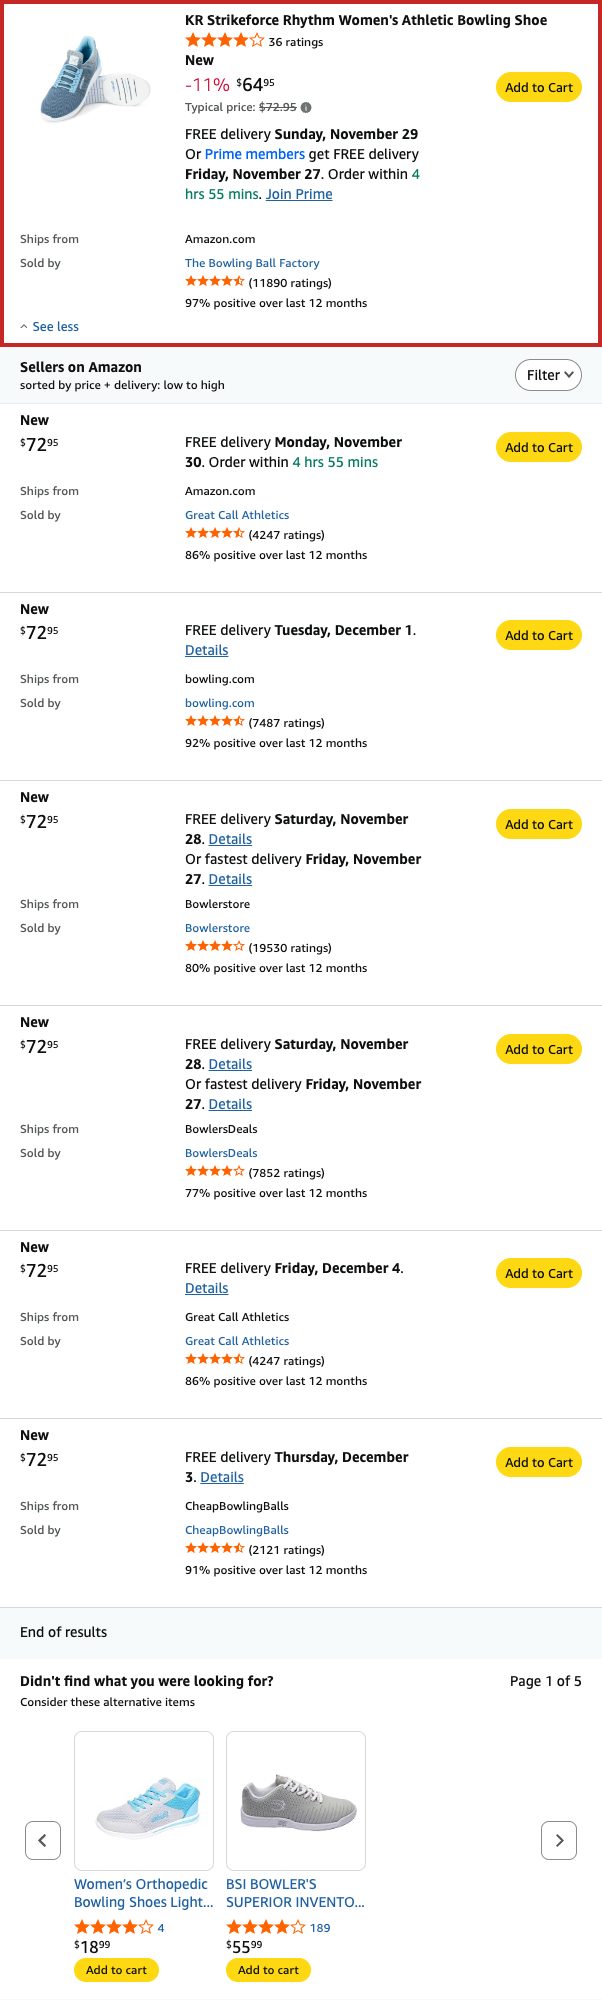 KR Strikeforce Rhythm Women's Athletic Bowling Shoe
36 ratings
New
-11% $64 95
Typical price: $72.95
Add to Cart
FREE delivery Sunday, November 29
Or Prime members get FREE delivery
Friday, November 27. Order within 4
hrs 55 mins. Join Prime
Ships from Amazon.com
Sold by The Bowling Ball Factory
(11890 ratings)
97% positive over last 12 months
See less
Sellers on Amazon
sorted by price + delivery: low to high
Filter
New
$72 95
FREE delivery Monday, November
30. Order within 4 hrs 55 mins
Add to Cart
Ships from Amazon.com
Sold by Great Call Athletics
(4247 ratings)
86% positive over last 12 months
New
$72 95
FREE delivery Tuesday, December 1.
Details
Add to Cart
Ships from bowling.com
Sold by bowling.com
(7487 ratings)
92% positive over last 12 months
New
$72 95
FREE delivery Saturday, November
28. Details
Or fastest delivery Friday, November
27. Details
Add to Cart
Ships from Bowlerstore
Sold by Bowlerstore
(19530 ratings)
80% positive over last 12 months
New
$72 95
FREE delivery Saturday, November
28. Details
Or fastest delivery Friday, November
27. Details
Add to Cart
Ships from BowlersDeals
Sold by BowlersDeals
(7852 ratings)
77% positive over last 12 months
New
$72 95
FREE delivery Friday, December 4.
Details
Add to Cart
Ships from Great Call Athletics
Sold by Great Call Athletics
(4247 ratings)
86% positive over last 12 months
New
$72 95
FREE delivery Thursday, December
3. Details
Add to Cart
Ships from CheapBowlingBalls
Sold by CheapBowlingBalls
(2121 ratings)
91% positive over last 12 months
End of results
Didn't find what you were looking for?
Page 1 of 5
Consider these alternative items
Women's Orthopedic
Bowling Shoes Light...
4
$18 99
Add to cart
BSI BOWLER'S
SUPERIOR INVENTO...
189
$55 99
Add to cart